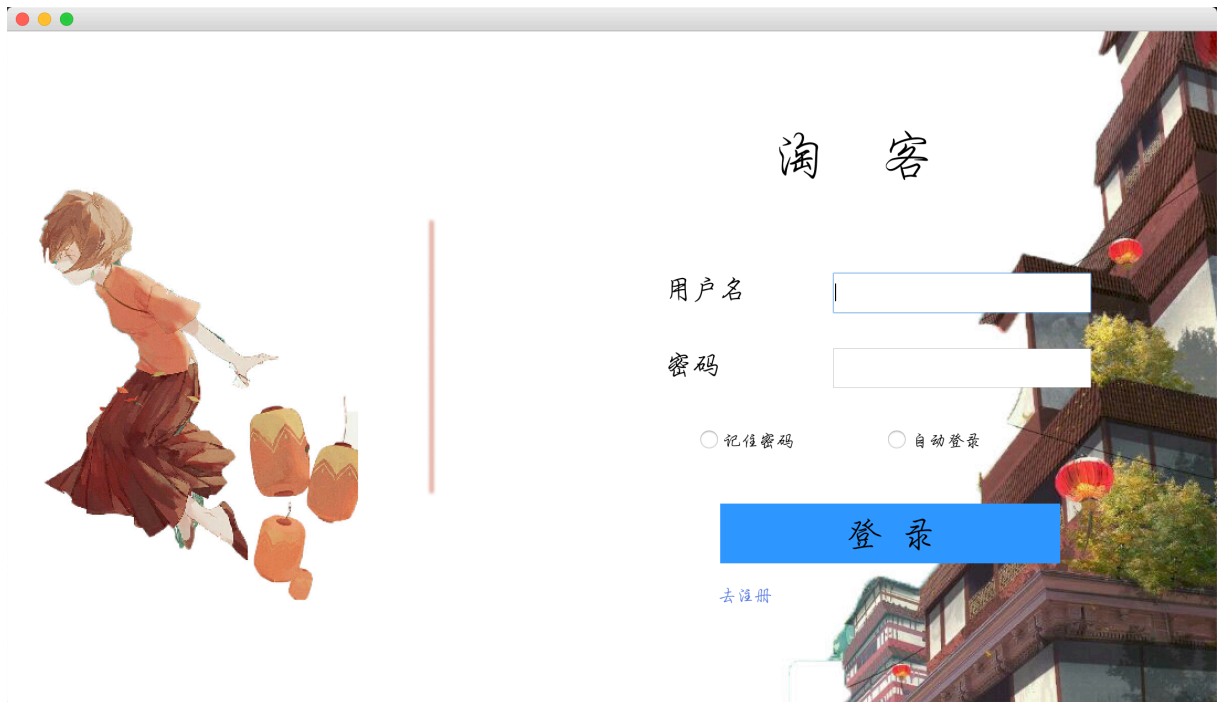 淘 客
用户名
密码
记住密码 自动登录
登 录
去注册